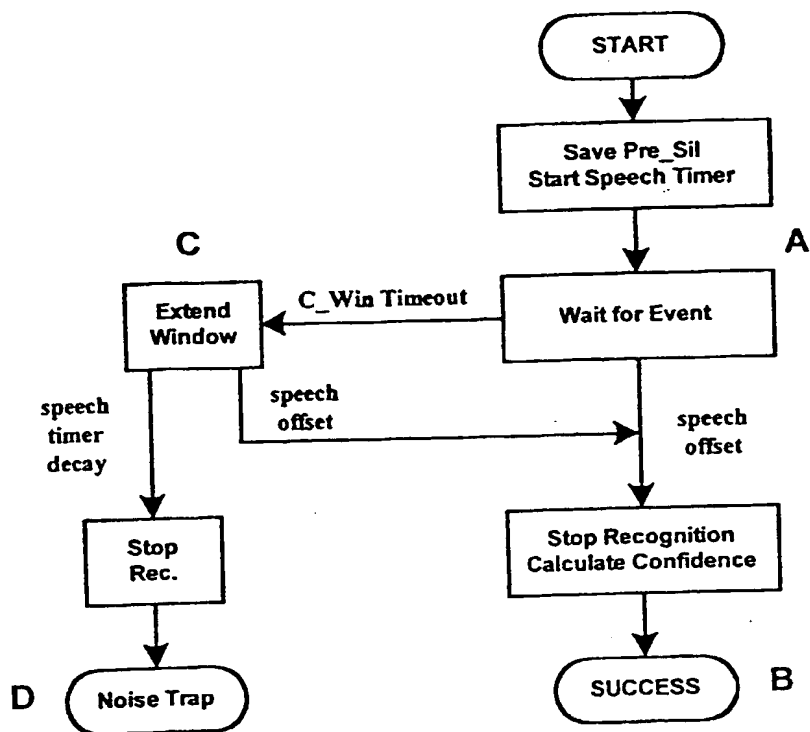 START
Save Pre_Sil
Start Speech Timer
C
A
Extend
Window
C_Win Timeout
Wait for Event
speech
timer
decay
speech
offset
speech
offset
Stop
Rec.
Stop Recognition
Calculate Confidence
D
Noise Trap
SUCCESS
B